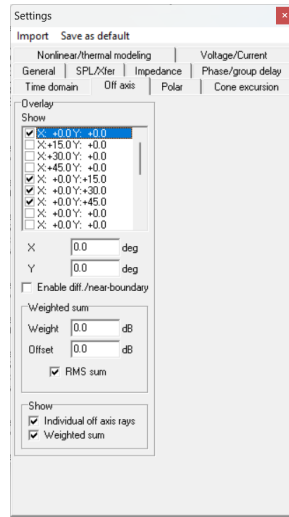 Settings
Import Save as default
Nonlinear/thermal modeling Voltage/Current
General SPL/Xfer Impedance Phase/group delay
Time domain Off axis Polar Cone excursion
Overlay
Show
X: +0.0 Y: +0.0
X:+15.0 Y: +0.0
X:+30.0 Y: +0.0
X:+45.0 Y: +0.0
X: +0.0 Y:+15.0
X: +0.0 Y:+30.0
X: +0.0 Y:+45.0
X: +0.0 Y: +0.0
X: +0.0 Y: +0.0
X 0.0 deg
Y 0.0 deg
Enable diff./near-boundary
Weighted sum
Weight 0.0 dB
Offset 0.0 dB
RMS sum
Show
Individual off axis rays
Weighted sum